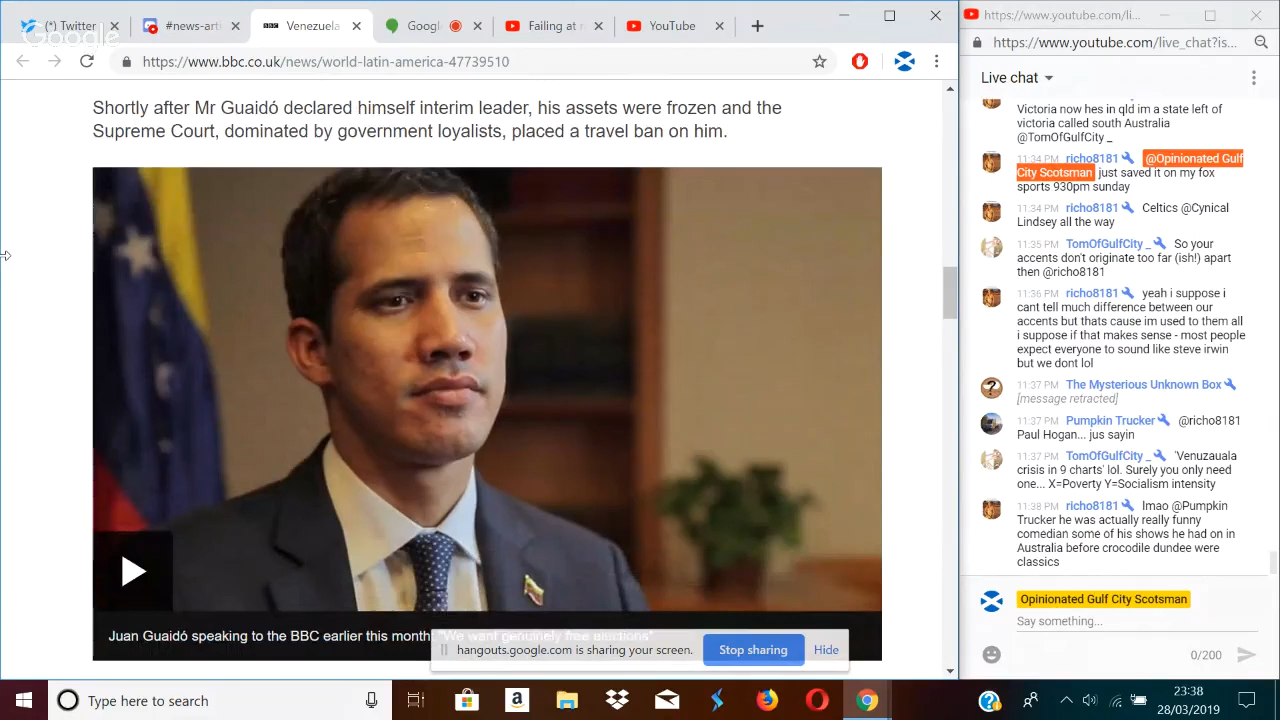 (*) Twitter
#news-arti
BBC
Venezuela
Googl
Failing at r
YouTube
Google
https://www.youtube.com/li...
https://www.bbc.co.uk/news/world-latin-america-47739510
https://www.youtube.com/live_chat?is...
Shortly after Mr Guaidó declared himself interim leader, his assets were frozen and the
Supreme Court, dominated by government loyalists, placed a travel ban on him.
Juan Guaidó speaking to the BBC earlier this month: "We want genuinely free elections"
hangouts.google.com is sharing your screen.
Stop sharing
Hide
Live chat
Victoria now hes in qld im a state left of
victoria called south Australia
@TomOfGulfCity _
11:34 PM richo8181 @Opinionated Gulf
City Scotsman just saved it on my fox
sports 930pm sunday
11:34 PM richo8181 Celtics @Cynical
Lindsey all the way
11:35 PM TomOfGulfCity _ So your
accents don't originate too far (ish!) apart
then @richo8181
11:36 PM richo8181 yeah i suppose i
cant tell much difference between our
accents but thats cause im used to them all
i suppose if that makes sense - most people
expect everyone to sound like steve irwin
but we dont lol
11:37 PM The Mysterious Unknown Box
[message retracted]
11:37 PM Pumpkin Trucker @richo8181
Paul Hogan... jus sayin
11:37 PM TomOfGulfCity _ 'Venuzauala
crisis in 9 charts' lol. Surely you only need
one... X=Poverty Y=Socialism intensity
11:38 PM richo8181 lmao @Pumpkin
Trucker he was actually really funny
comedian some of his shows he had on in
Australia before crocodile dundee were
classics
Opinionated Gulf City Scotsman
Say something...
0/200
Type here to search
23:38
28/03/2019